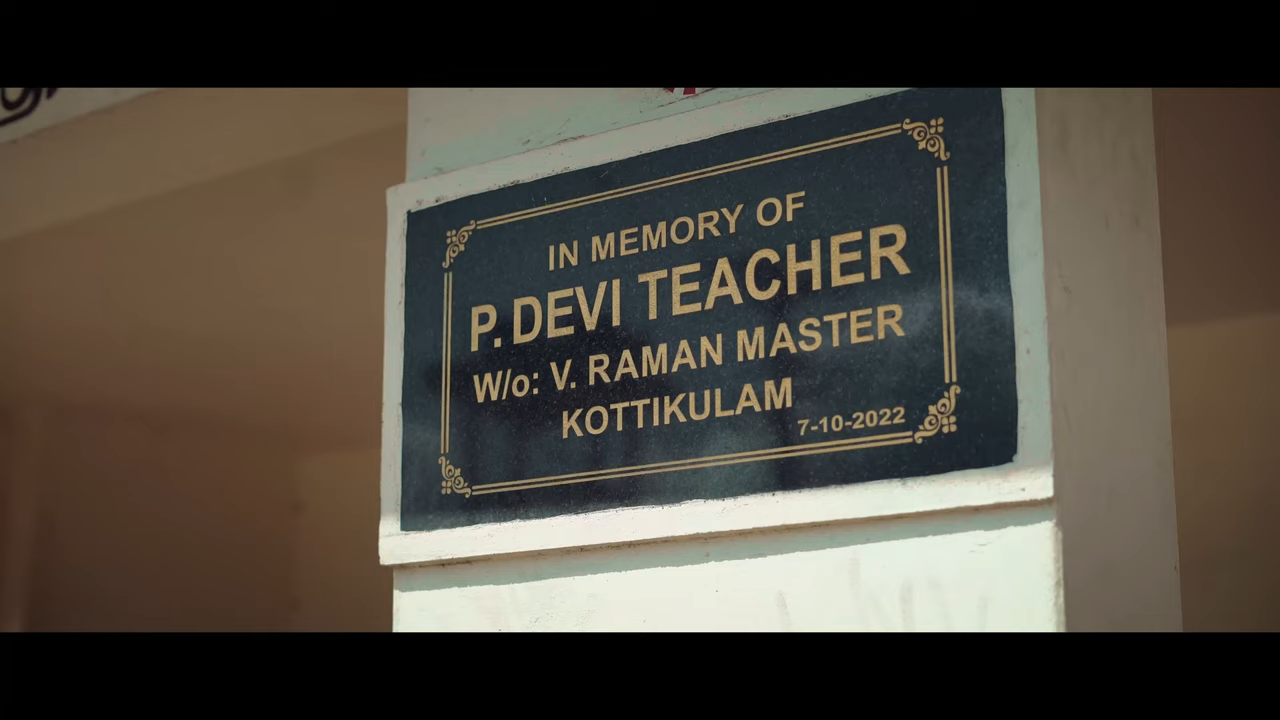 IN MEMORY OF
P. DEVI TEACHER
W/o: V. RAMAN MASTER
KOTTIKULAM
7-10-2022